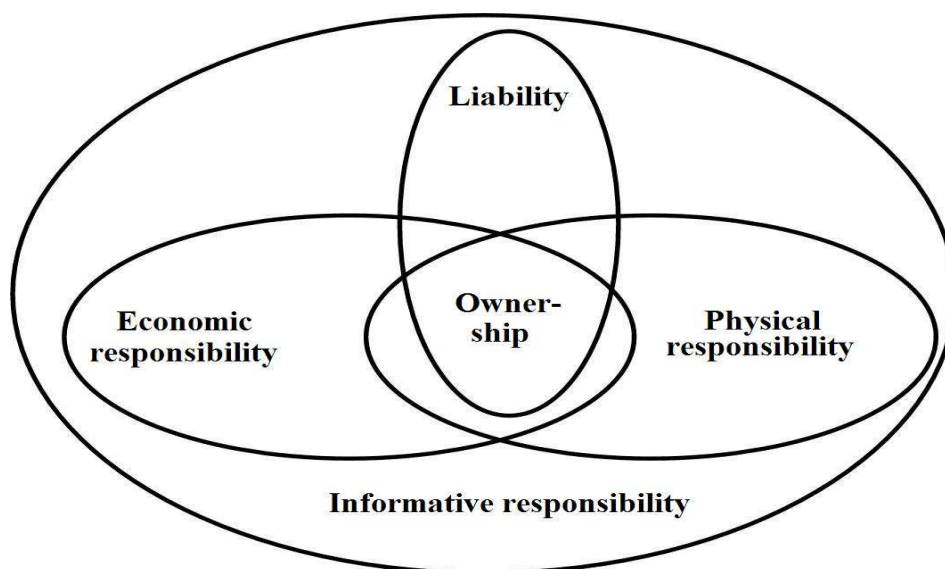 Liability
Economic
responsibility
Owner-
ship
Physical
responsibility
Informative responsibility